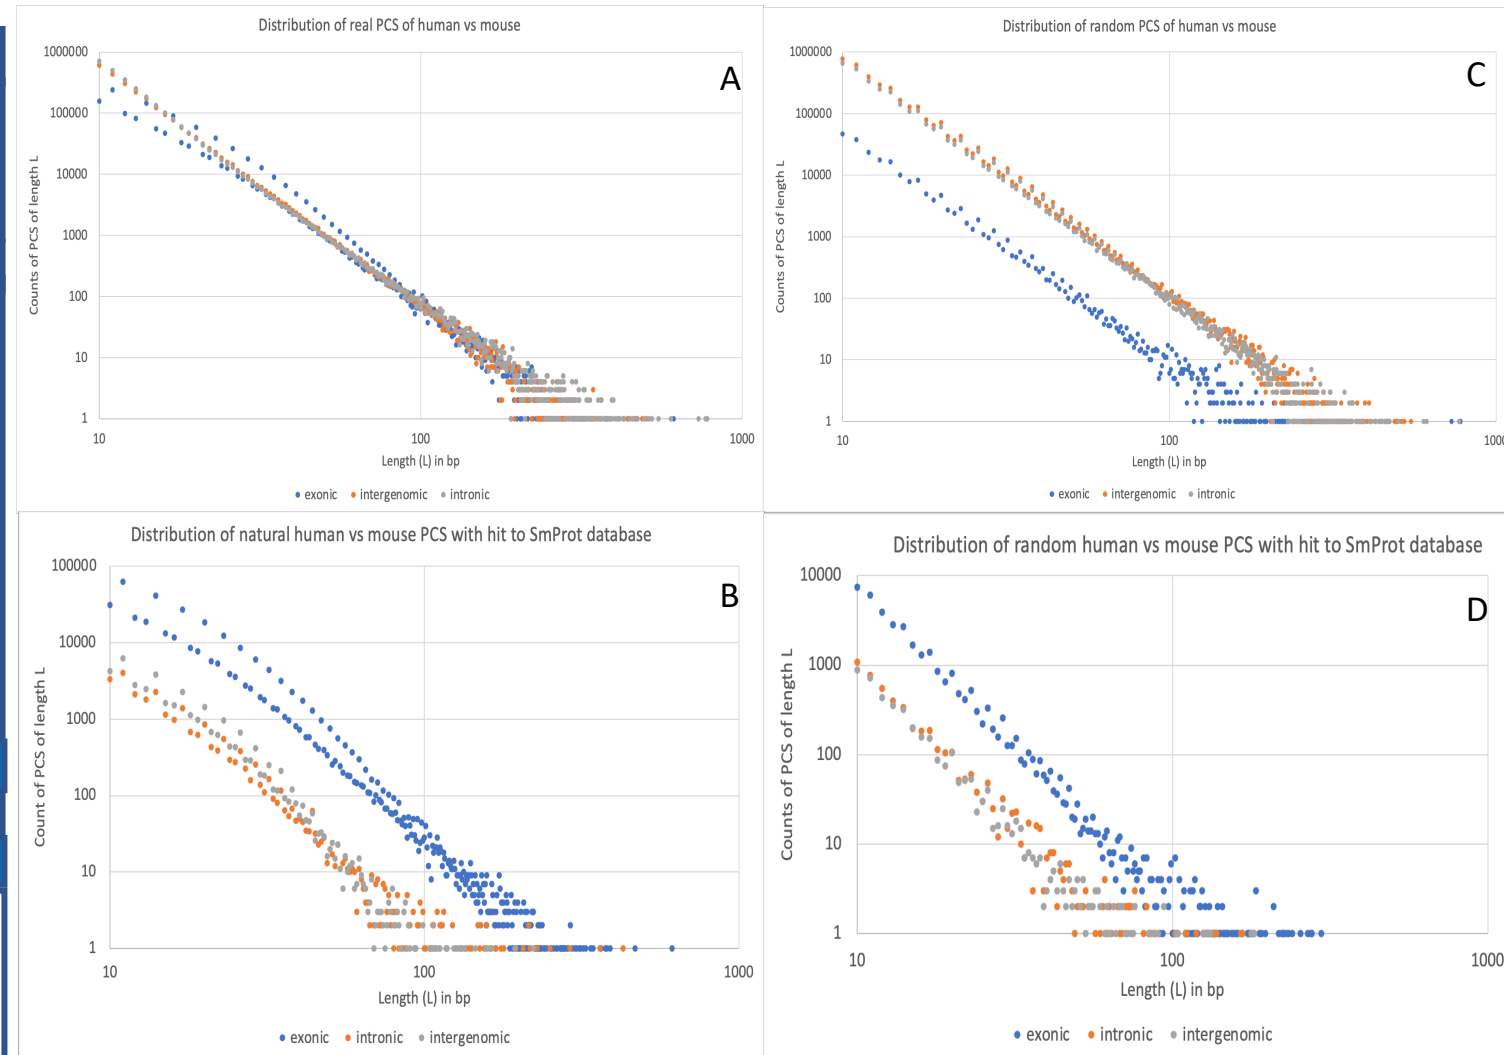 Distribution of real PCS of human vs mouse
A
Counts of PCS of length L
1000000
100000
10000
1000
100
10
1
10 100 1000
Length (L) in bp
exonic intergenomic intronic
Distribution of random PCS of human vs mouse
C
Counts of PCS of length L
1000000
100000
10000
1000
100
10
1
10 100 1000
Length (L) in bp
exonic intergenomic intronic
Distribution of natural human vs mouse PCS with hit to SmProt database
B
Count of PCS of length L
100000
10000
1000
100
10
1
10 100 1000
Length (L) in bp
exonic intronic intergenomic
Distribution of random human vs mouse PCS with hit to SmProt database
D
Counts of PCS of length L
10000
1000
100
10
1
10 100 1000
Length (L) in bp
exonic intronic intergenomic